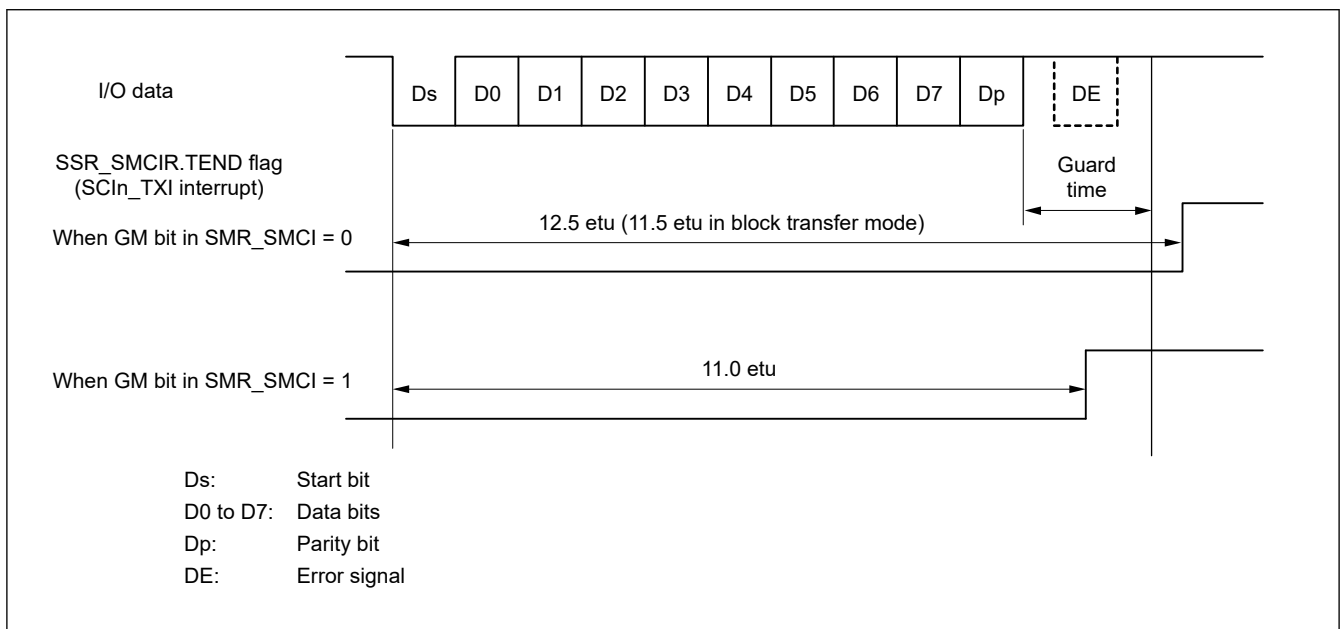 I/O data
Ds D0 D1 D2 D3 D4 D5 D6 D7 Dp DE
SSR_SMCIR.TEND flag
(SCIn_TXI interrupt)
Guard
time
When GM bit in SMR_SMCI = 0
12.5 etu (11.5 etu in block transfer mode)
When GM bit in SMR_SMCI = 1
11.0 etu
Ds: Start bit
D0 to D7: Data bits
Dp: Parity bit
DE: Error signal